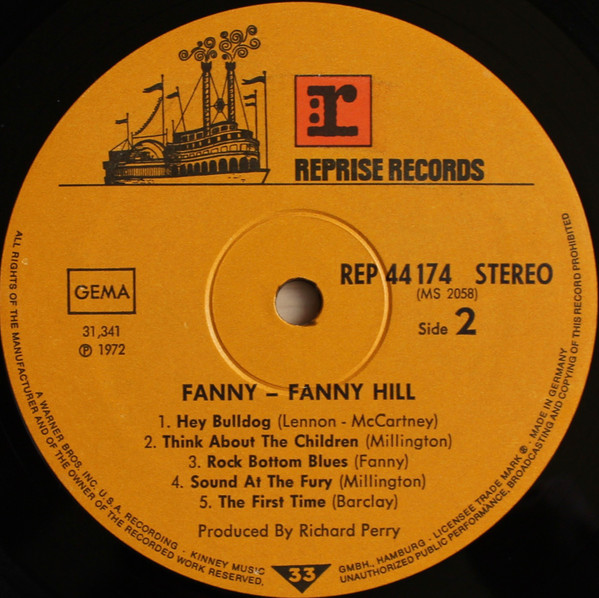 :r
REPRISE RECORDS
REP 44 174 STEREO
(MS 2058)
GEMA
Side 2
31,341
Ⓟ 1972
FANNY – FANNY HILL
1. Hey Bulldog (Lennon - McCartney)
2. Think About The Children (Millington)
3. Rock Bottom Blues (Fanny)
4. Sound At The Fury (Millington)
5. The First Time (Barclay)
Produced By Richard Perry
ALL RIGHTS OF THE MANUFACTURER AND OF THE OWNER OF THE RECORDED WORK RESERVED.
A WARNER BROS. INC. U.S.A. RECORDING - KINNEY MUSIC GMBH., HAMBURG - LICENSEE TRADE MARK ® - MADE IN GERMANY
UNAUTHORIZED PUBLIC PERFORMANCE, BROADCASTING AND COPYING OF THIS RECORD PROHIBITED
33